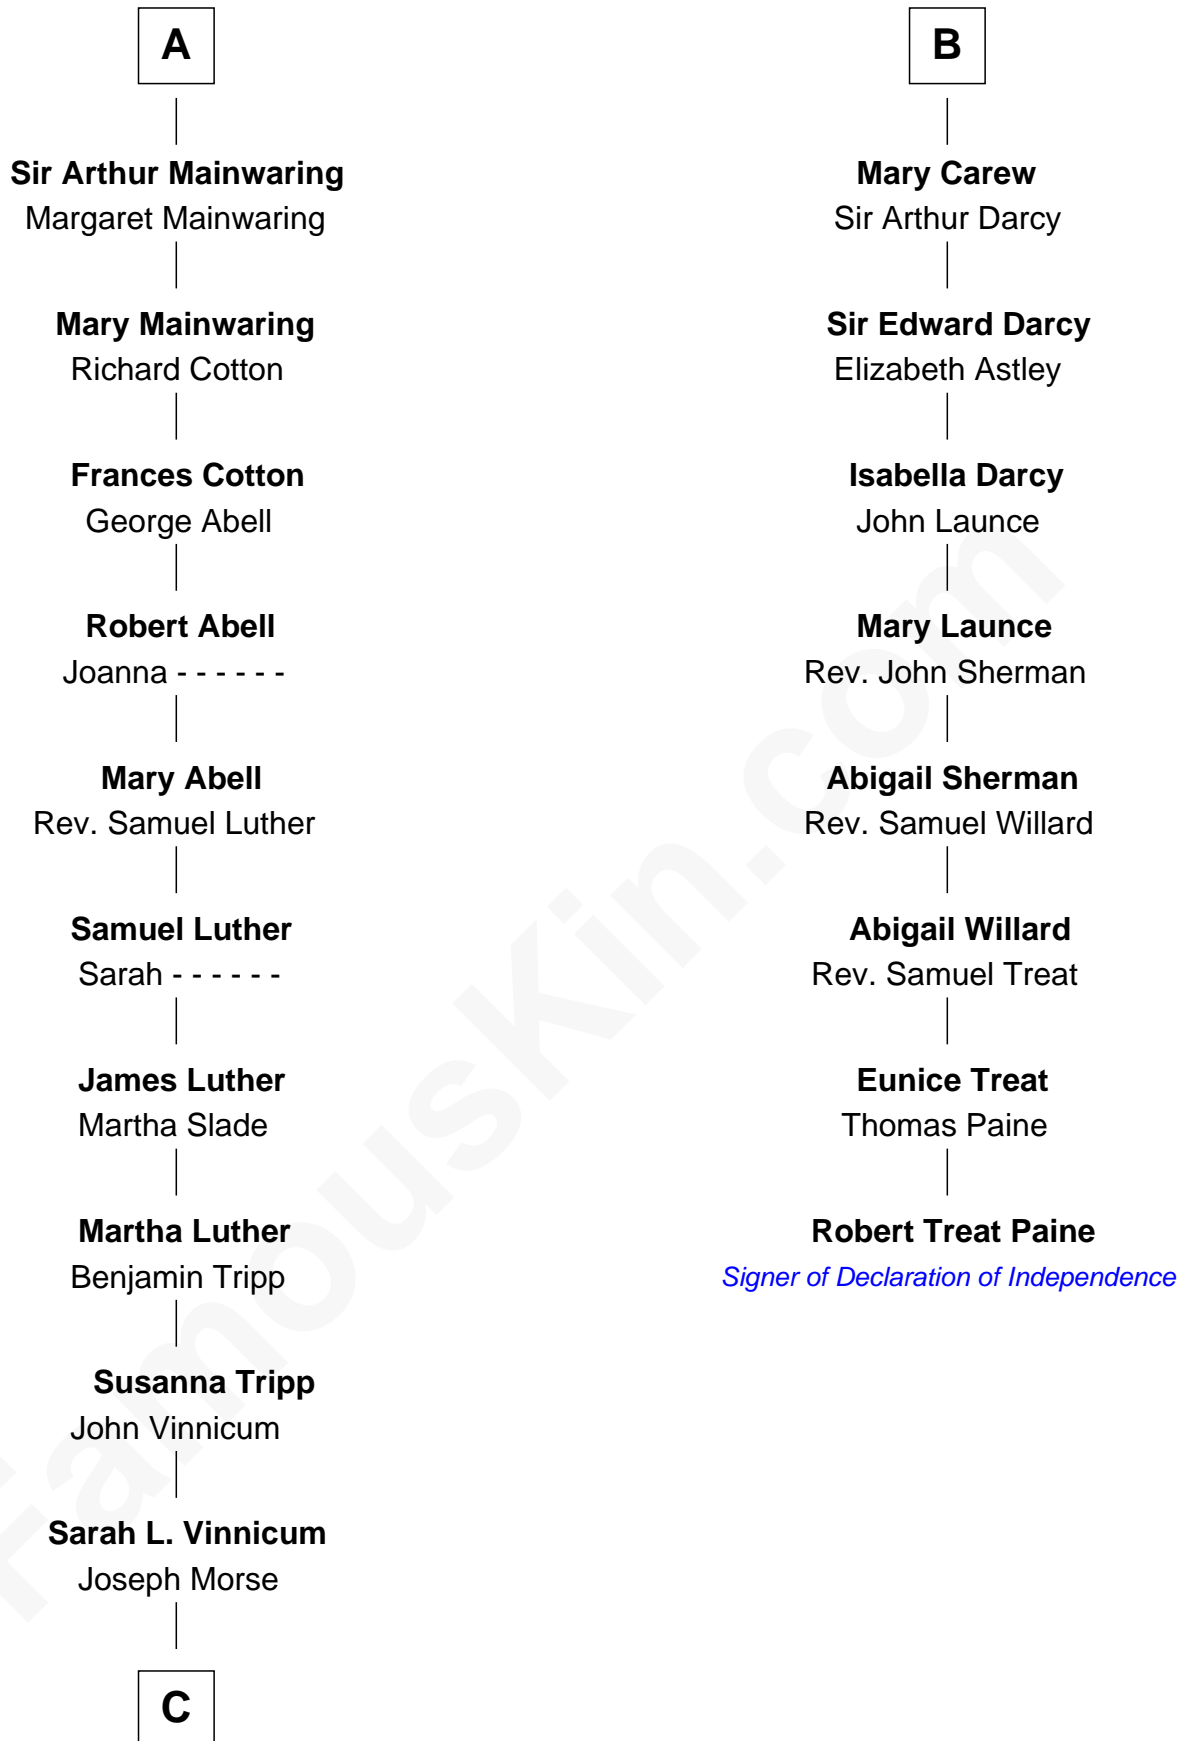 A
Sir Arthur Mainwaring
Margaret Mainwaring
Mary Mainwaring
Richard Cotton
Frances Cotton
George Abell
Robert Abell
Joanna - - - - - -
Mary Abell
Rev. Samuel Luther
Samuel Luther
Sarah - - - - - -
James Luther
Martha Slade
Martha Luther
Benjamin Tripp
Susanna Tripp
John Vinnicum
Sarah L. Vinnicum
Joseph Morse
C
B
Mary Carew
Sir Arthur Darcy
Sir Edward Darcy
Elizabeth Astley
Isabella Darcy
John Launce
Mary Launce
Rev. John Sherman
Abigail Sherman
Rev. Samuel Willard
Abigail Willard
Rev. Samuel Treat
Eunice Treat
Thomas Paine
Robert Treat Paine
Signer of Declaration of Independence
FamousKin.com